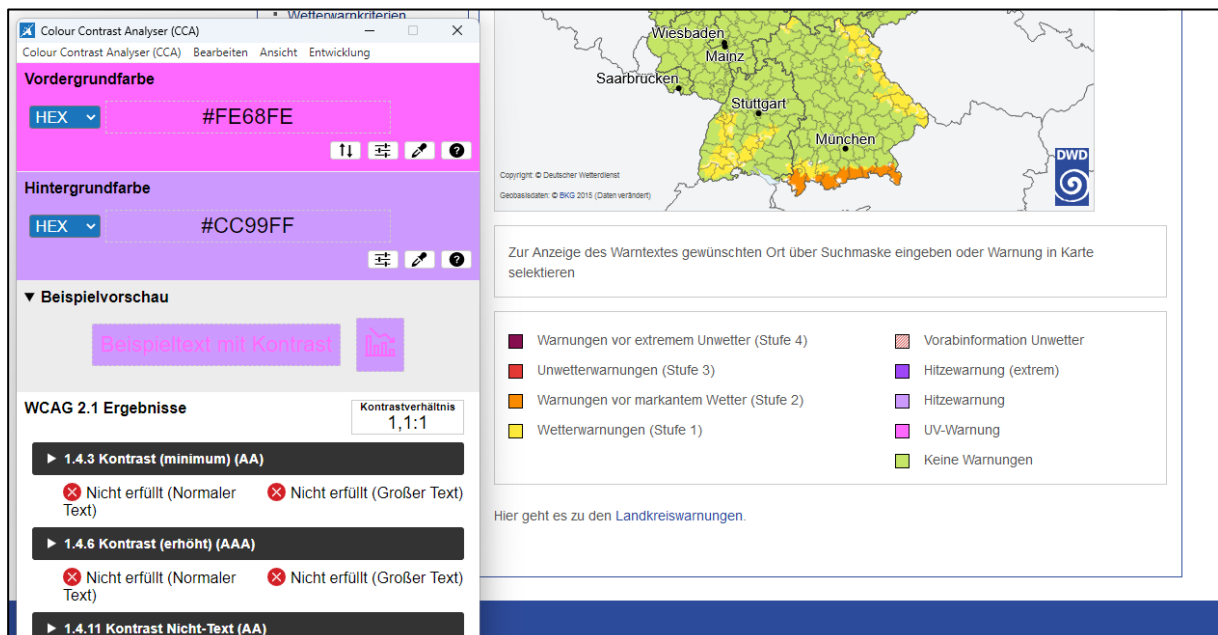 Wetterwarnkriterien
Colour Contrast Analyser (CCA)
Colour Contrast Analyser (CCA) Bearbeiten Ansicht Entwicklung
Vordergrundfarbe
HEX #FE68FE
Hintergrundfarbe
HEX #CC99FF
▼ Beispielvorschau
Beispieltext mit Kontrast
WCAG 2.1 Ergebnisse
Kontrastverhältnis
1,1:1
▶ 1.4.3 Kontrast (minimum) (AA)
Nicht erfüllt (Normaler Text)
Nicht erfüllt (Großer Text)
▶ 1.4.6 Kontrast (erhöht) (AAA)
Nicht erfüllt (Normaler Text)
Nicht erfüllt (Großer Text)
▶ 1.4.11 Kontrast Nicht-Text (AA)
Wiesbaden
Mainz
Saarbrücken
Stuttgart
München
Copyright: © Deutscher Wetterdienst
Geobasisdaten: © BKG 2015 (Daten verändert)
DWD
Zur Anzeige des Warntextes gewünschten Ort über Suchmaske eingeben oder Warnung in Karte
selektieren
Warnungen vor extremem Unwetter (Stufe 4)
Unwetterwarnungen (Stufe 3)
Warnungen vor markantem Wetter (Stufe 2)
Wetterwarnungen (Stufe 1)
Vorabinformation Unwetter
Hitzewarnung (extrem)
Hitzewarnung
UV-Warnung
Keine Warnungen
Hier geht es zu den Landkreiswarnungen.